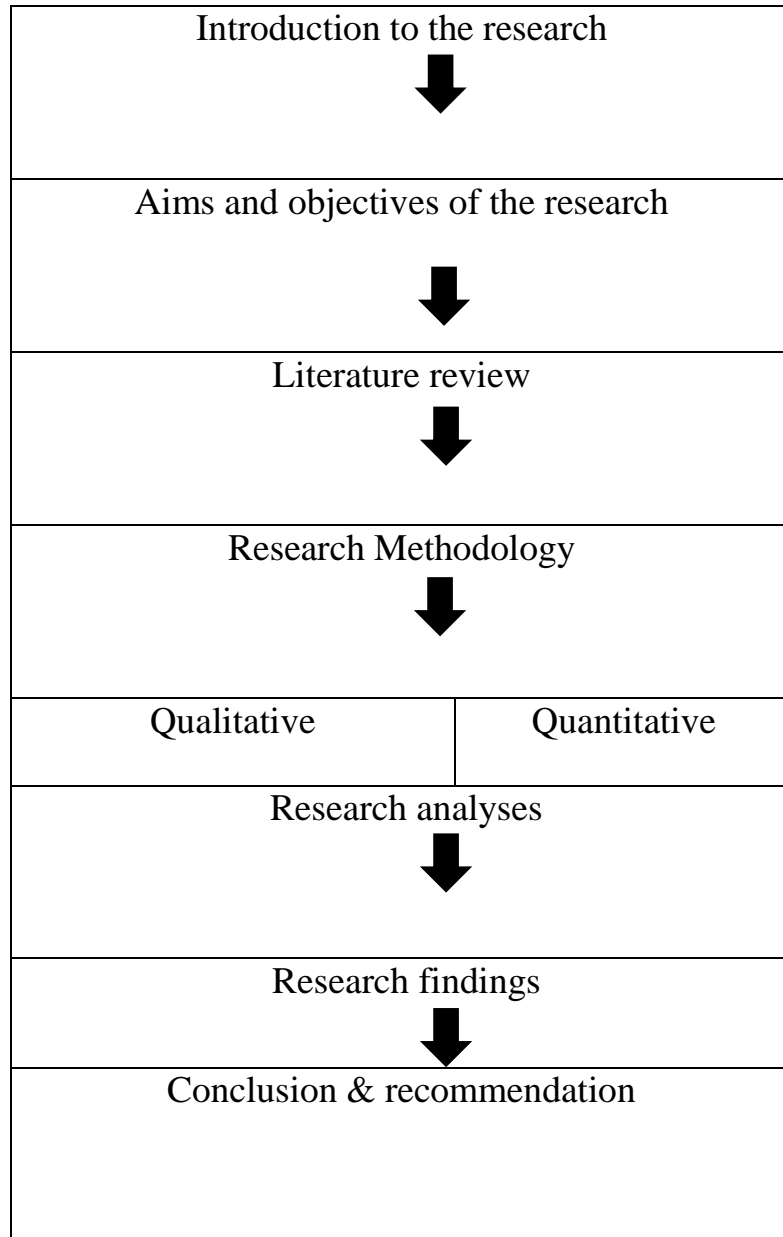 Introduction to the research
Aims and objectives of the research
Literature review
Research Methodology
Qualitative
Quantitative
Research analyses
Research findings
Conclusion & recommendation